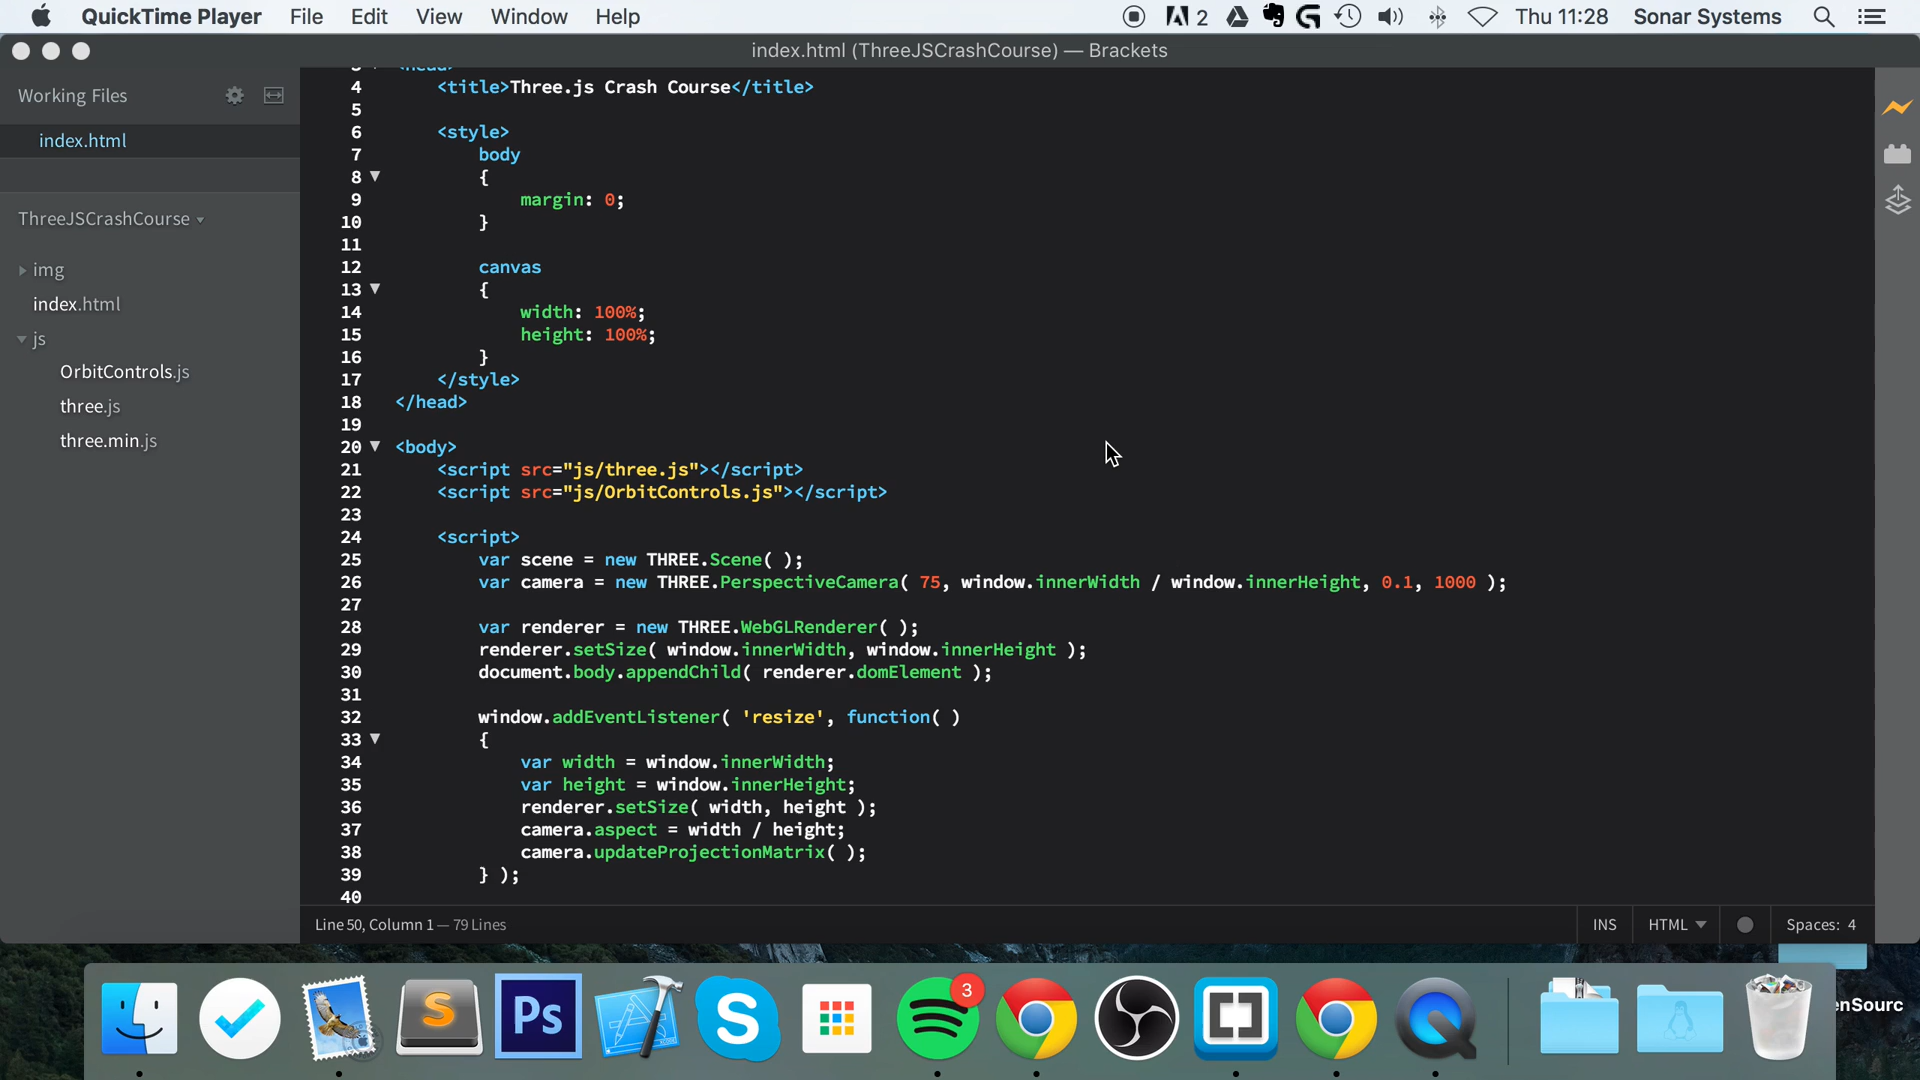 QuickTime Player File Edit View Window Help
2 Thu 11:28 Sonar Systems
index.html (ThreeJSCrashCourse) — Brackets
Working Files
index.html
ThreeJSCrashCourse
img
index.html
js
OrbitControls.js
three.js
three.min.js
3 <head>
4 <title>Three.js Crash Course</title>
5
6 <style>
7 body
8 {
9 margin: 0;
10 }
11
12 canvas
13 {
14 width: 100%;
15 height: 100%;
16 }
17 </style>
18 </head>
19
20 <body>
21 <script src="js/three.js"></script>
22 <script src="js/OrbitControls.js"></script>
23
24 <script>
25 var scene = new THREE.Scene( );
26 var camera = new THREE.PerspectiveCamera( 75, window.innerWidth / window.innerHeight, 0.1, 1000 );
27
28 var renderer = new THREE.WebGLRenderer( );
29 renderer.setSize( window.innerWidth, window.innerHeight );
30 document.body.appendChild( renderer.domElement );
31
32 window.addEventListener( 'resize', function( )
33 {
34 var width = window.innerWidth;
35 var height = window.innerHeight;
36 renderer.setSize( width, height );
37 camera.aspect = width / height;
38 camera.updateProjectionMatrix( );
39 } );
40
Line 50, Column 1 — 79 Lines
INS HTML Spaces: 4
S
Ps
S
3
enSourc